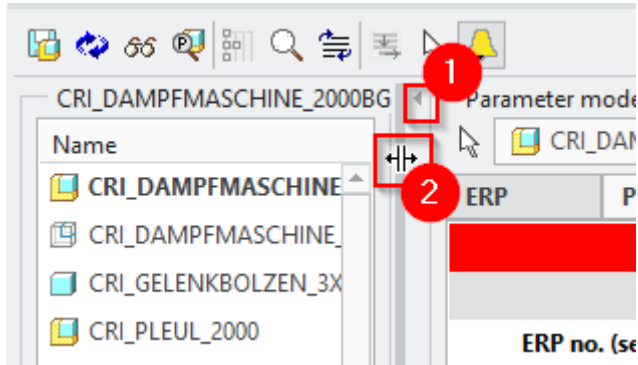 1
CRI_DAMPFMASCHINE_2000BG
Parameter mode
Name
CRI_DAM
2
CRI_DAMPFMASCHINE
ERP
P
CRI_DAMPFMASCHINE_
CRI_GELENKBOLZEN_3X
CRI_PLEUL_2000
ERP no. (se